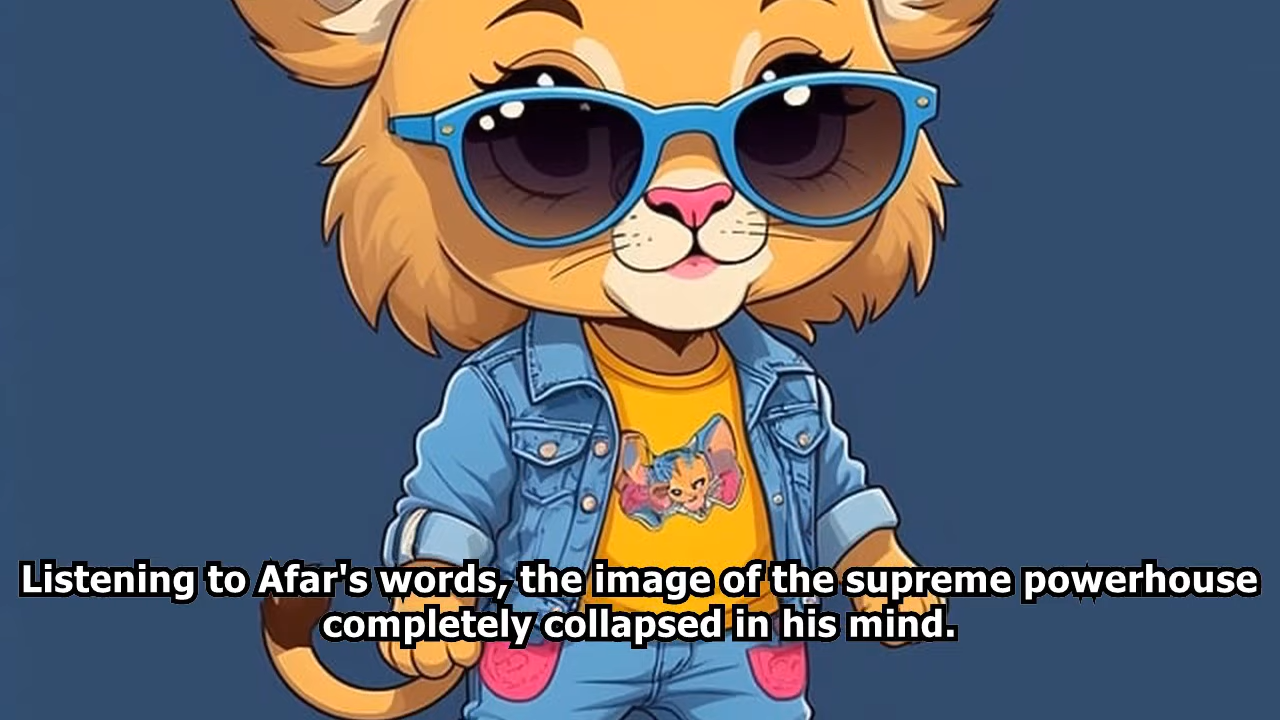 Listening to Afar's words, the image of the supreme powerhouse
completely collapsed in his mind.